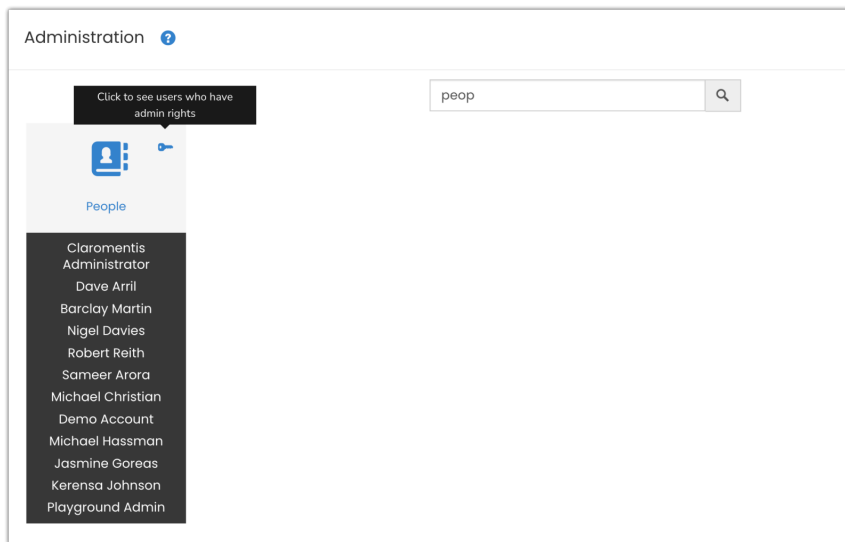 Administration
peop
Click to see users who have
admin rights
People
Claromentis
Administrator
Dave Arril
Barclay Martin
Nigel Davies
Robert Reith
Sameer Arora
Michael Christian
Demo Account
Michael Hassman
Jasmine Goreas
Kerensa Johnson
Playground Admin